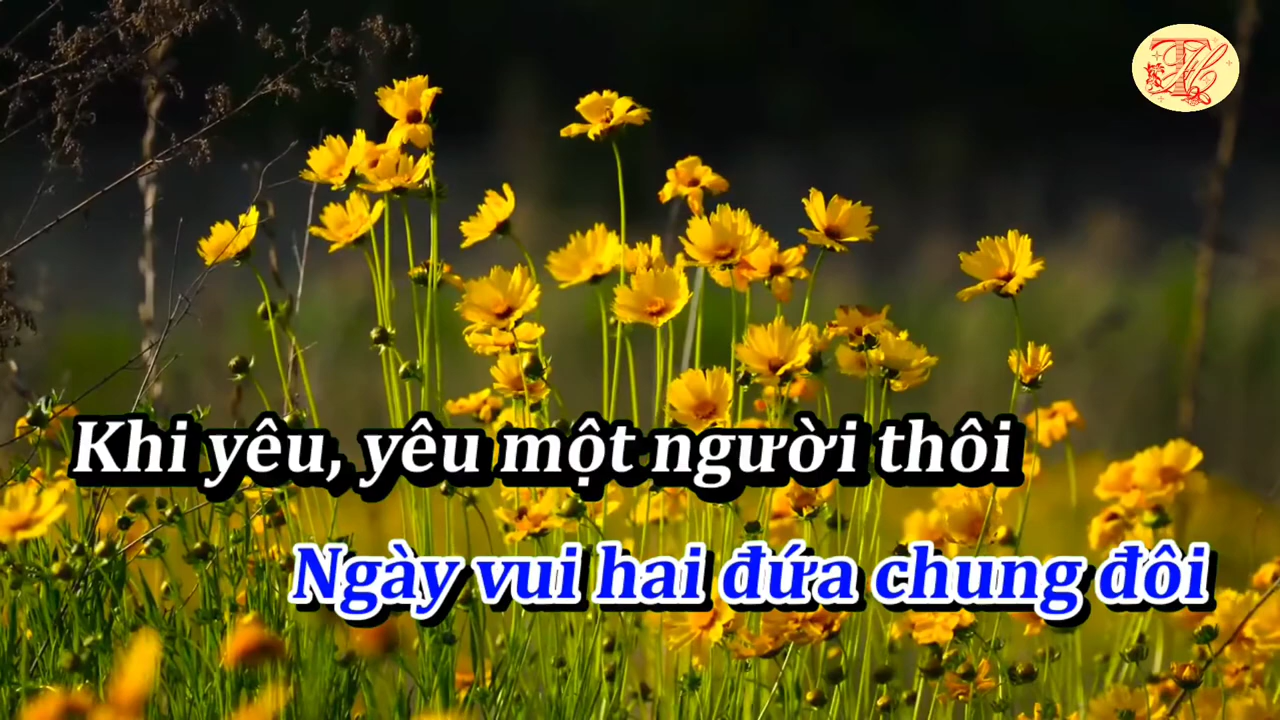 Khi yêu, yêu một người thôi
Ngày vui hai đứa chung đôi